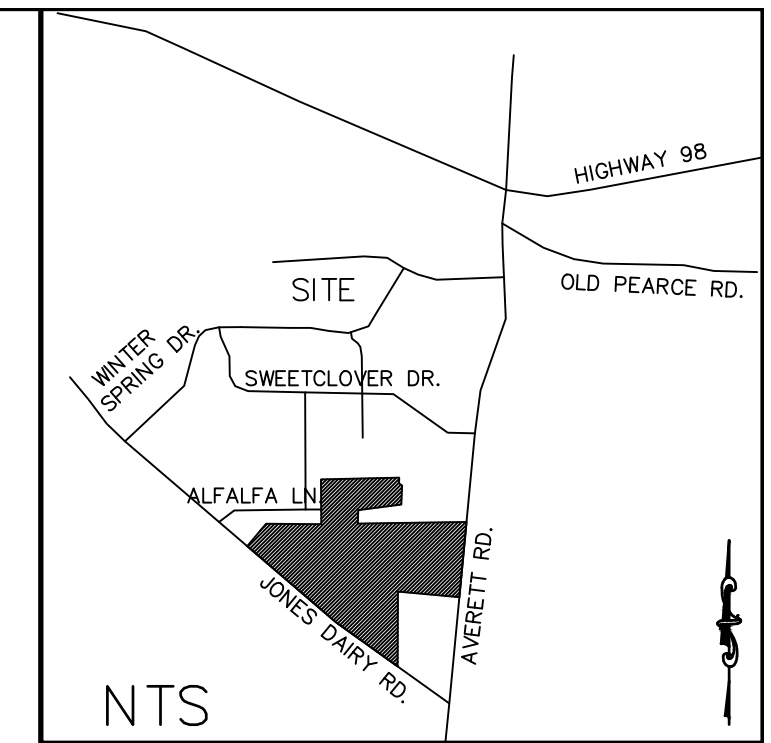 HIGHWAY 98
OLD PEARCE RD.
SITE
WINTER
SPRING DR.
SWEETCLOVER DR.
ALFALFA LN.
JONES DAIRY RD.
AVERETT RD.
NTS